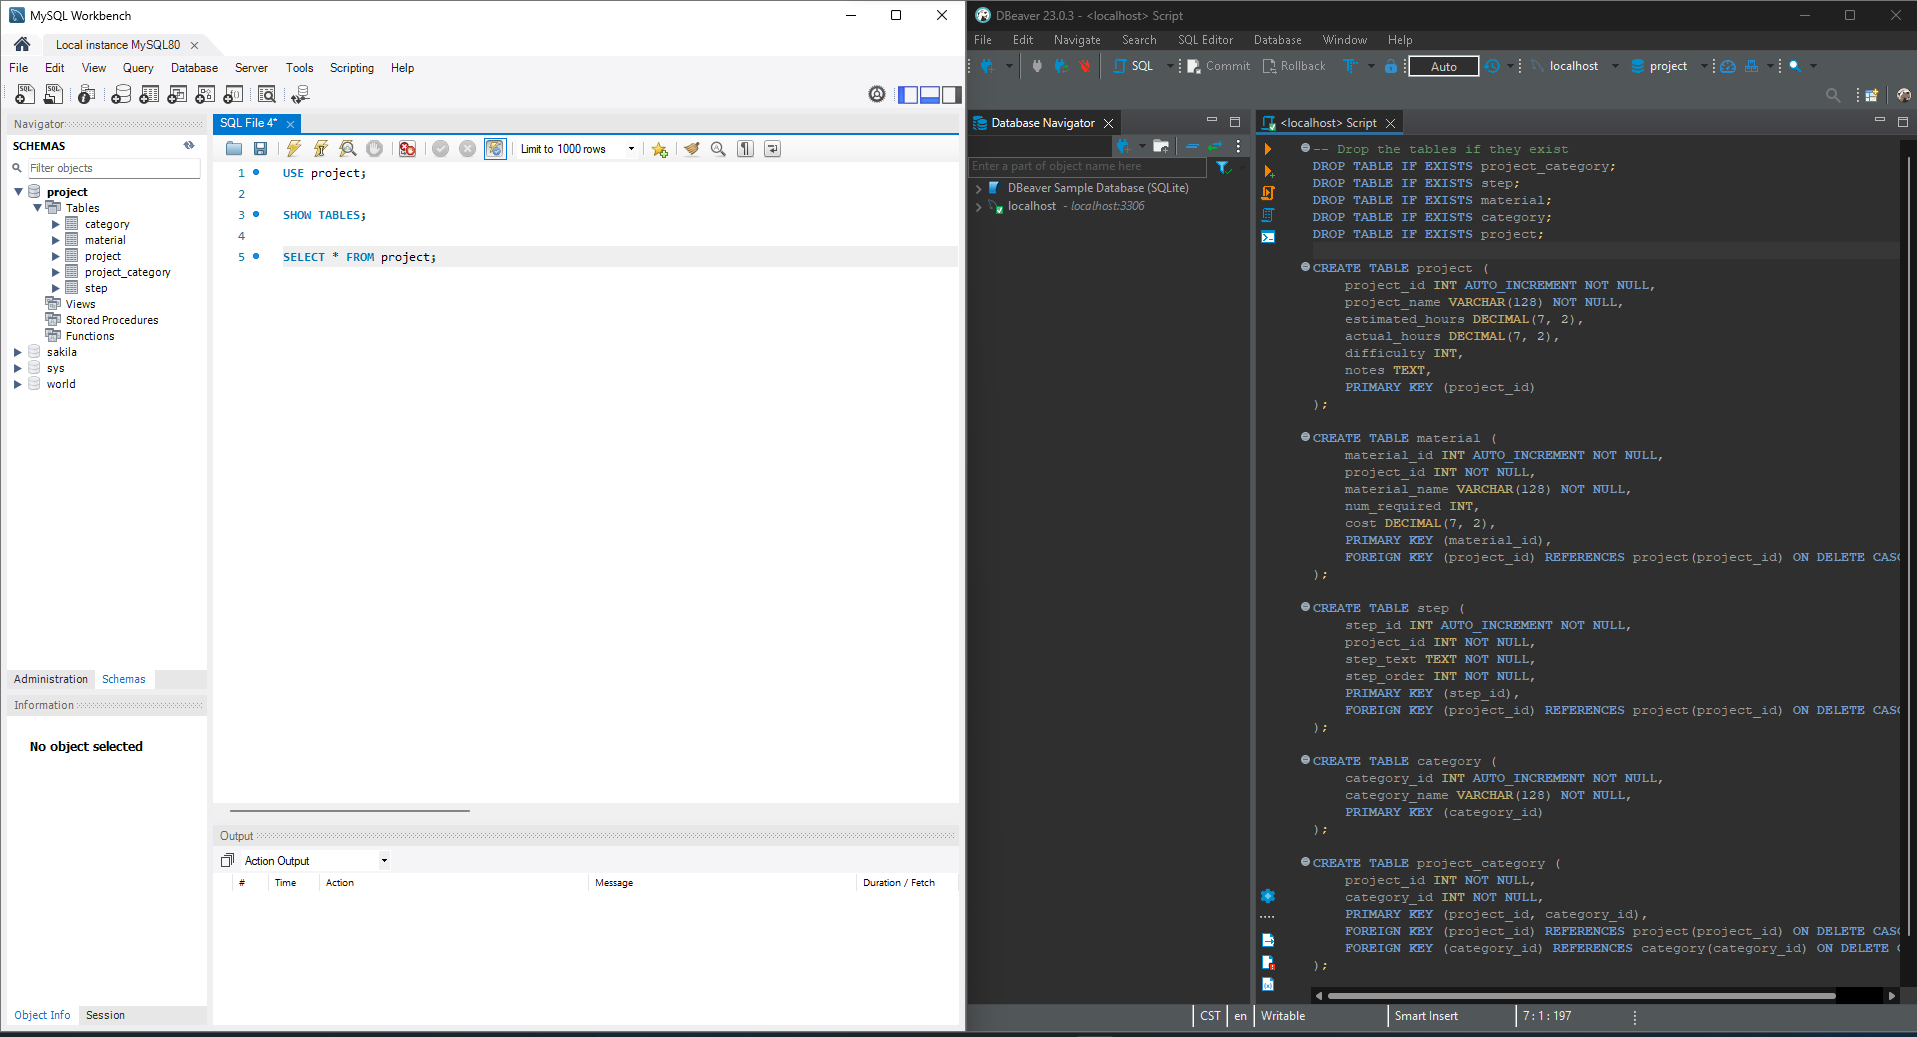 MySQL Workbench
Local instance MySQL80
File Edit View Query Database Server Tools Scripting Help
Navigator
SCHEMAS
Filter objects
project
Tables
category
material
project
project_category
step
Views
Stored Procedures
Functions
sakila
sys
world
Administration Schemas
Information
No object selected
Object Info Session
SQL File 4*
Limit to 1000 rows
1 USE project;
2
3 SHOW TABLES;
4
5 SELECT * FROM project;
Output
Action Output
# Time Action Message Duration / Fetch
DBeaver 23.0.3 - <localhost> Script
File Edit Navigate Search SQL Editor Database Window Help
SQL Commit Rollback Auto localhost project
Database Navigator
Enter a part of object name here
DBeaver Sample Database (SQLite)
localhost - localhost:3306
<localhost> Script
-- Drop the tables if they exist
DROP TABLE IF EXISTS project_category;
DROP TABLE IF EXISTS step;
DROP TABLE IF EXISTS material;
DROP TABLE IF EXISTS category;
DROP TABLE IF EXISTS project;
CREATE TABLE project (
project_id INT AUTO_INCREMENT NOT NULL,
project_name VARCHAR(128) NOT NULL,
estimated_hours DECIMAL(7, 2),
actual_hours DECIMAL(7, 2),
difficulty INT,
notes TEXT,
PRIMARY KEY (project_id)
);
CREATE TABLE material (
material_id INT AUTO_INCREMENT NOT NULL,
project_id INT NOT NULL,
material_name VARCHAR(128) NOT NULL,
num_required INT,
cost DECIMAL(7, 2),
PRIMARY KEY (material_id),
FOREIGN KEY (project_id) REFERENCES project(project_id) ON DELETE CASC
);
CREATE TABLE step (
step_id INT AUTO_INCREMENT NOT NULL,
project_id INT NOT NULL,
step_text TEXT NOT NULL,
step_order INT NOT NULL,
PRIMARY KEY (step_id),
FOREIGN KEY (project_id) REFERENCES project(project_id) ON DELETE CASC
);
CREATE TABLE category (
category_id INT AUTO_INCREMENT NOT NULL,
category_name VARCHAR(128) NOT NULL,
PRIMARY KEY (category_id)
);
CREATE TABLE project_category (
project_id INT NOT NULL,
category_id INT NOT NULL,
PRIMARY KEY (project_id, category_id),
FOREIGN KEY (project_id) REFERENCES project(project_id) ON DELETE CASC
FOREIGN KEY (category_id) REFERENCES category(category_id) ON DELETE C
);
CST en Writable Smart Insert 7 : 1 : 197